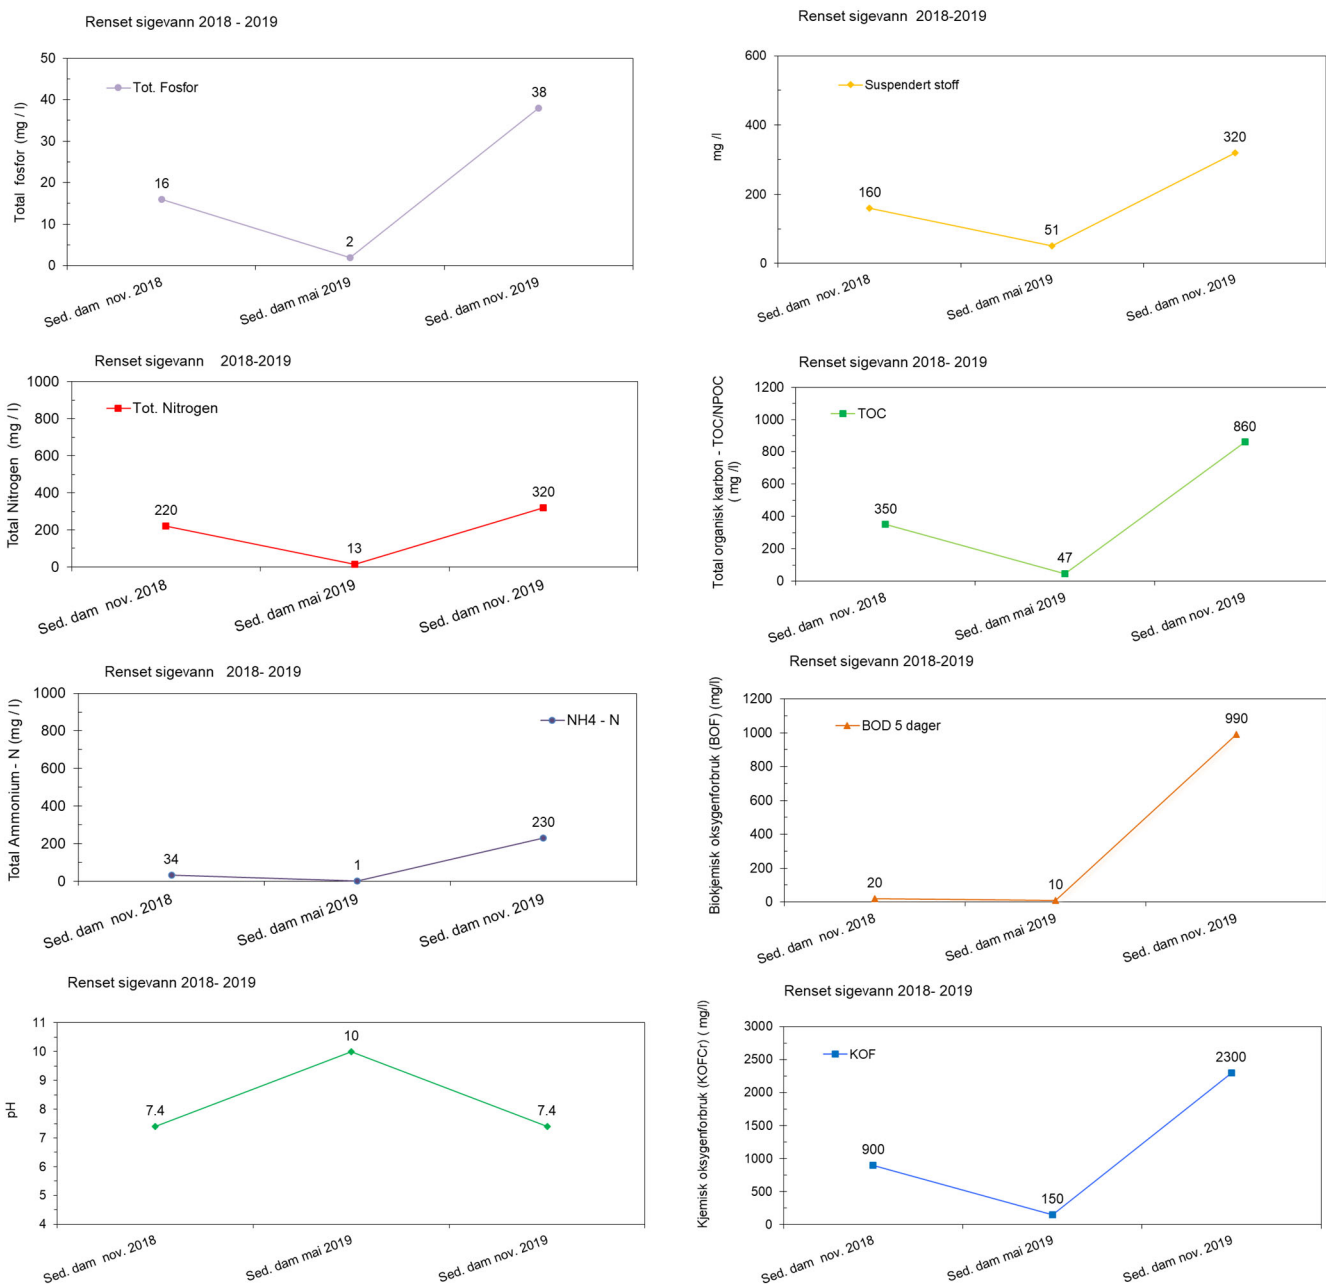 Renset sigevann 2018 - 2019
Total fosfor (mg / l)
50
40
30
20
10
0
Tot. Fosfor
16
2
38
Sed. dam nov. 2018
Sed. dam mai 2019
Sed. dam nov. 2019
Renset sigevann 2018-2019
mg /l
600
400
200
0
Suspendert stoff
160
51
320
Sed. dam nov. 2018
Sed. dam mai 2019
Sed. dam nov. 2019
Renset sigevann 2018-2019
Total Nitrogen (mg / l)
1000
800
600
400
200
0
Tot. Nitrogen
220
13
320
Sed. dam nov. 2018
Sed. dam mai 2019
Sed. dam nov. 2019
Renset sigevann 2018- 2019
Total organisk karbon - TOC/NPOC
( mg /l)
1200
1000
800
600
400
200
0
TOC
350
47
860
Sed. dam nov. 2018
Sed. dam mai 2019
Sed. dam nov. 2019
Renset sigevann 2018- 2019
Total Ammonium - N (mg / l)
1000
800
600
400
200
0
NH4 - N
34
1
230
Sed. dam nov. 2018
Sed. dam mai 2019
Sed. dam nov. 2019
Renset sigevann 2018-2019
Biokjemisk oksygenforbruk (BOF) (mg/l)
1200
1000
800
600
400
200
0
BOD 5 dager
20
10
990
Sed. dam nov. 2018
Sed. dam mai 2019
Sed. dam nov. 2019
Renset sigevann 2018- 2019
pH
11
10
9
8
7
6
5
4
7.4
10
7.4
Sed. dam nov. 2018
Sed. dam mai 2019
Sed. dam nov. 2019
Renset sigevann 2018- 2019
Kjemisk oksygenforbruk (KOFCr) ( mg/l)
3000
2500
2000
1500
1000
500
0
KOF
900
150
2300
Sed. dam nov. 2018
Sed. dam mai 2019
Sed. dam nov. 2019